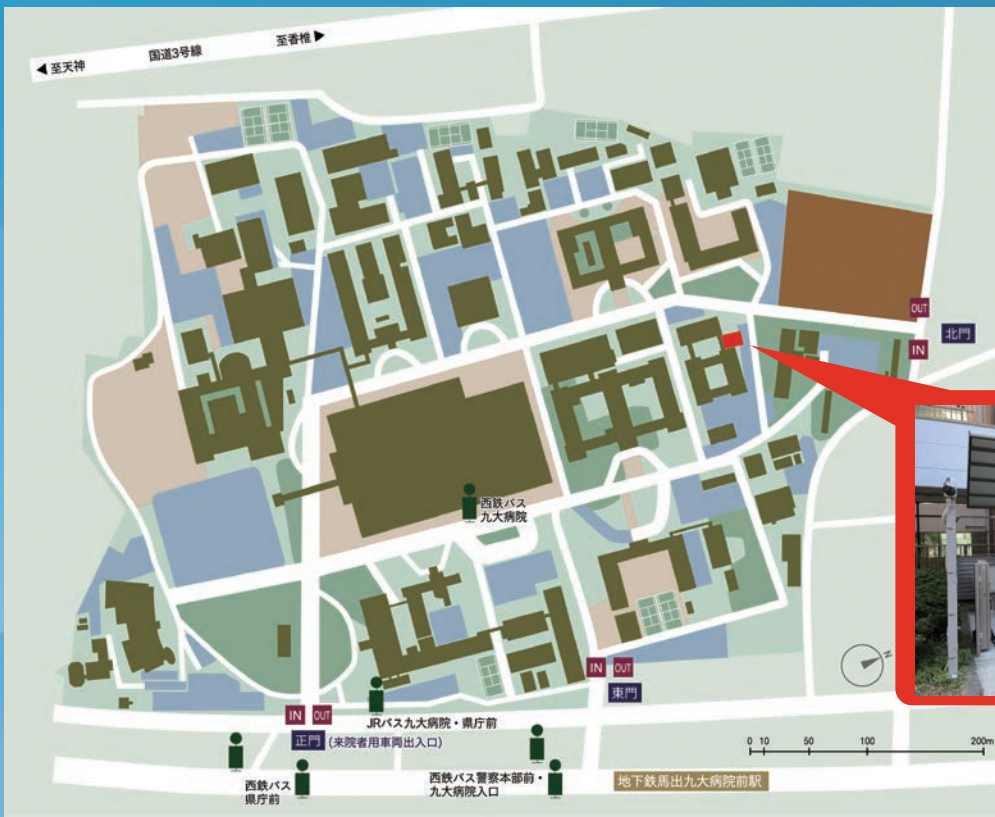 ◀至天神
国道3号線
至香椎▶
OUT
北門
IN
西鉄バス
九大病院
N
IN OUT
東門
JRバス九大病院・県庁前
IN OUT
正門 (来院者用車両出入口)
0 10 50 100 200m
西鉄バス
県庁前
西鉄バス警察本部前・
九大病院入口
地下鉄馬出九大病院前駅